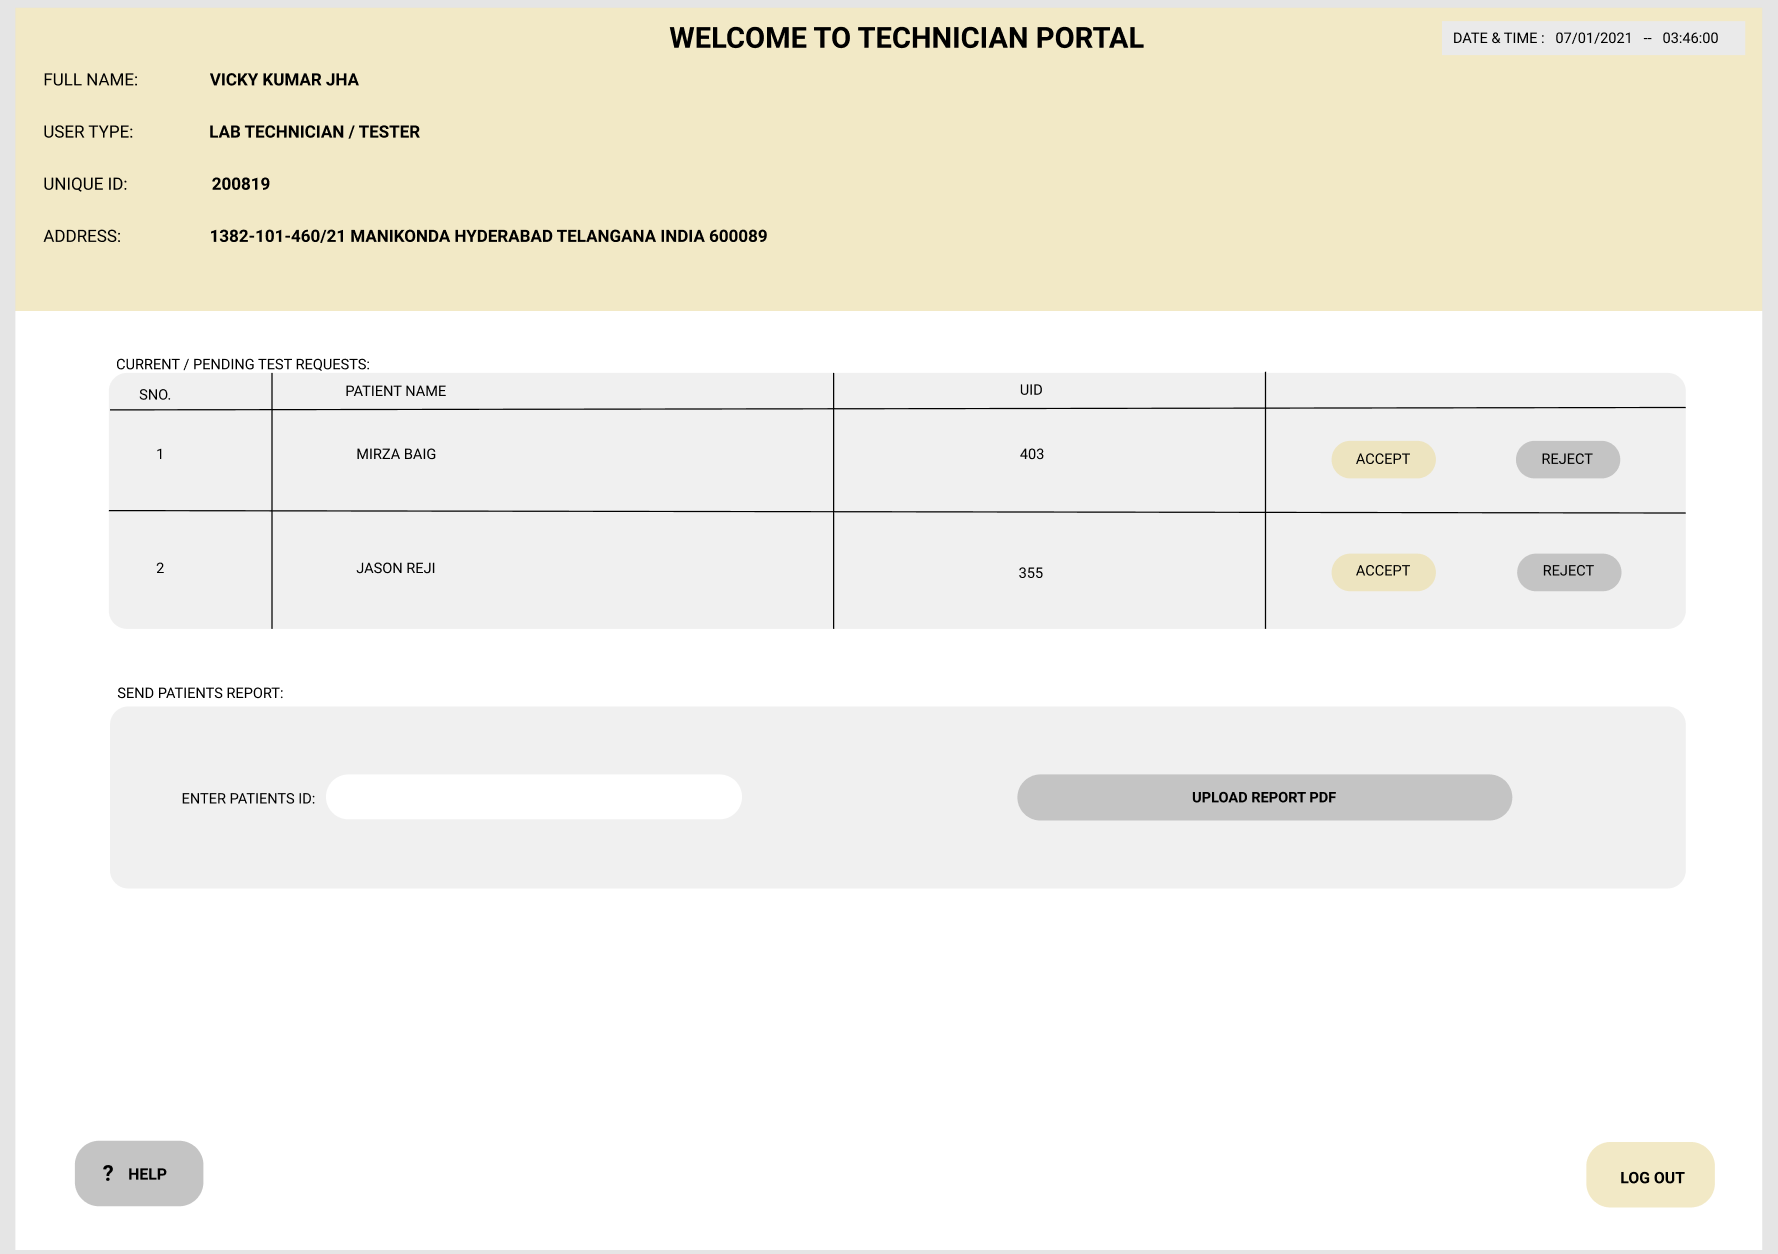 WELCOME TO TECHNICIAN PORTAL
DATE & TIME : 07/01/2021 -- 03:46:00
FULL NAME: VICKY KUMAR JHA
USER TYPE: LAB TECHNICIAN / TESTER
UNIQUE ID: 200819
ADDRESS: 1382-101-460/21 MANIKONDA HYDERABAD TELANGANA INDIA 600089
CURRENT / PENDING TEST REQUESTS:
SNO. PATIENT NAME UID
1 MIRZA BAIG 403 ACCEPT REJECT
2 JASON REJI 355 ACCEPT REJECT
SEND PATIENTS REPORT:
ENTER PATIENTS ID: UPLOAD REPORT PDF
? HELP
LOG OUT